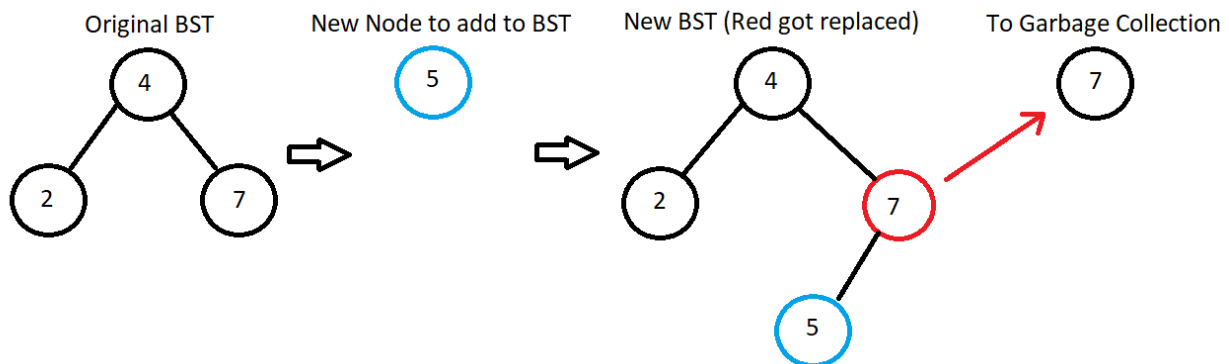 Original BST
New Node to add to BST
New BST (Red got replaced)
To Garbage Collection
4
5
4
7
2
7
2
7
5